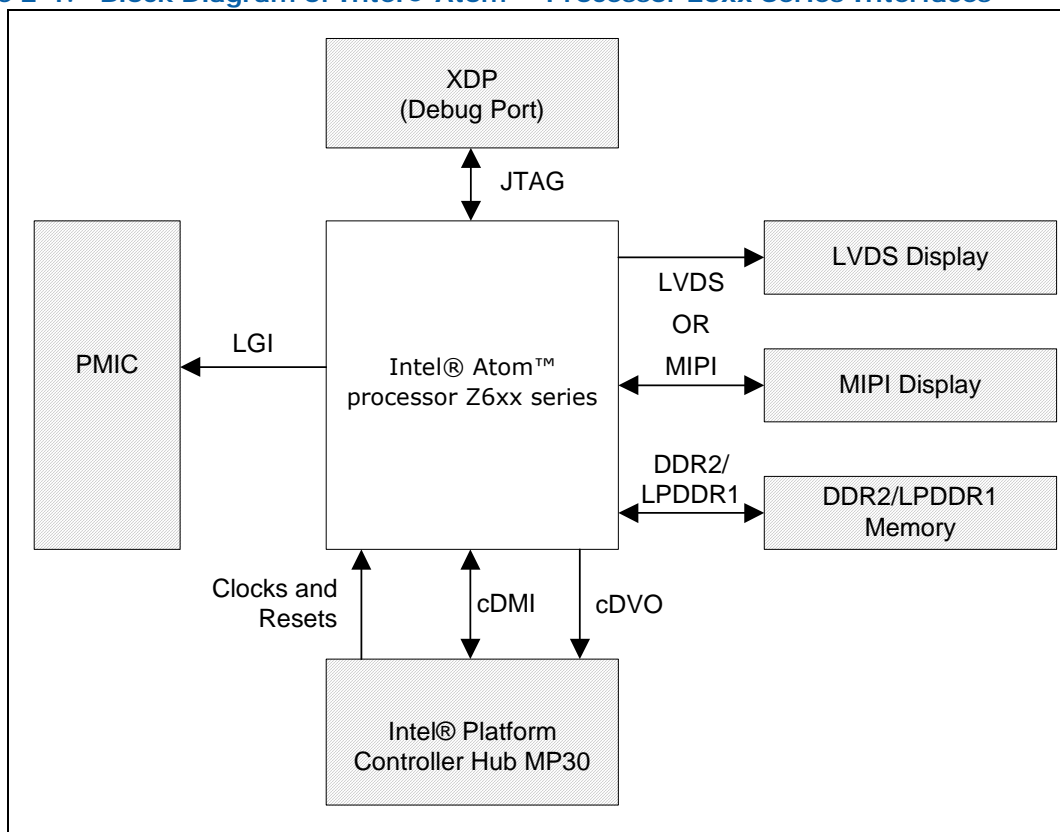 XDP
(Debug Port)
JTAG
PMIC
LGI
Intel® Atom™
processor Z6xx series
LVDS Display
LVDS
OR
MIPI
MIPI Display
DDR2/
LPDDR1
DDR2/LPDDR1
Memory
Clocks and
Resets
cDMI
cDVO
Intel® Platform
Controller Hub MP30